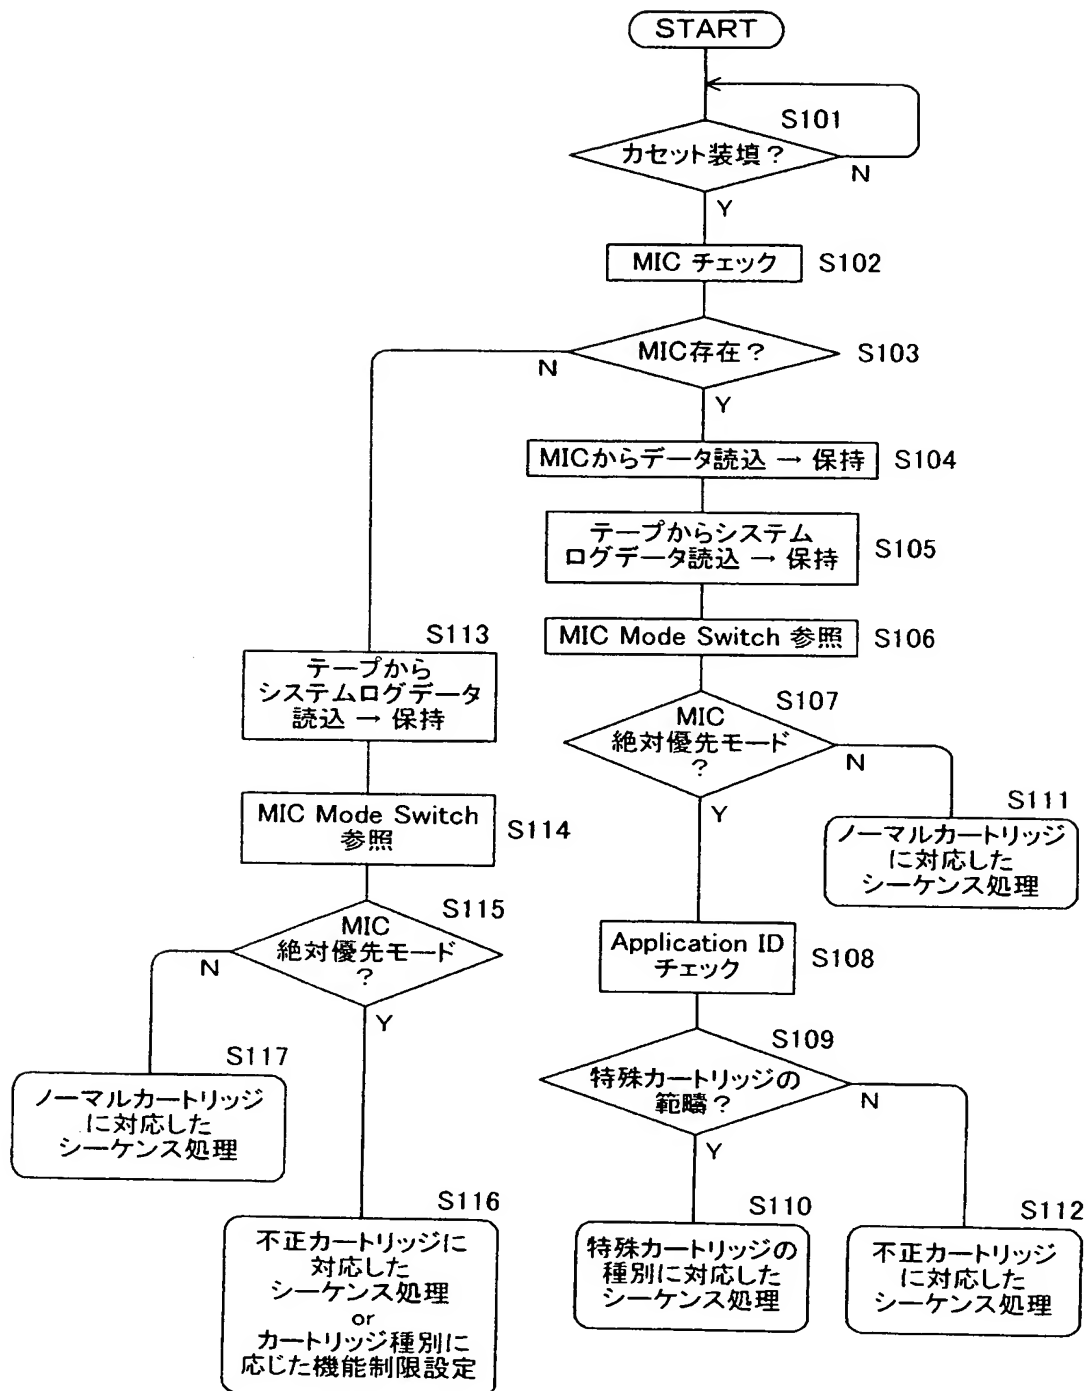 START
S101
カセット装填？
N
Y
MIC チェック
S102
MIC存在？
S103
N
Y
MICからデータ読込 → 保持
S104
テープからシステム
ログデータ読込 → 保持
S105
MIC Mode Switch 参照
S106
S107
MIC
絶対優先モード
？
N
Y
S111
ノーマルカートリッジ
に対応した
シーケンス処理
Application ID
チェック
S108
S109
特殊カートリッジの
範疇？
N
Y
S110
特殊カートリッジの
種別に対応した
シーケンス処理
S112
不正カートリッジ
に対応した
シーケンス処理
S113
テープから
システムログデータ
読込 → 保持
MIC Mode Switch
参照
S114
S115
MIC
絶対優先モード
？
N
Y
S117
ノーマルカートリッジ
に対応した
シーケンス処理
S116
不正カートリッジに
対応した
シーケンス処理
or
カートリッジ種別に
応じた機能制限設定